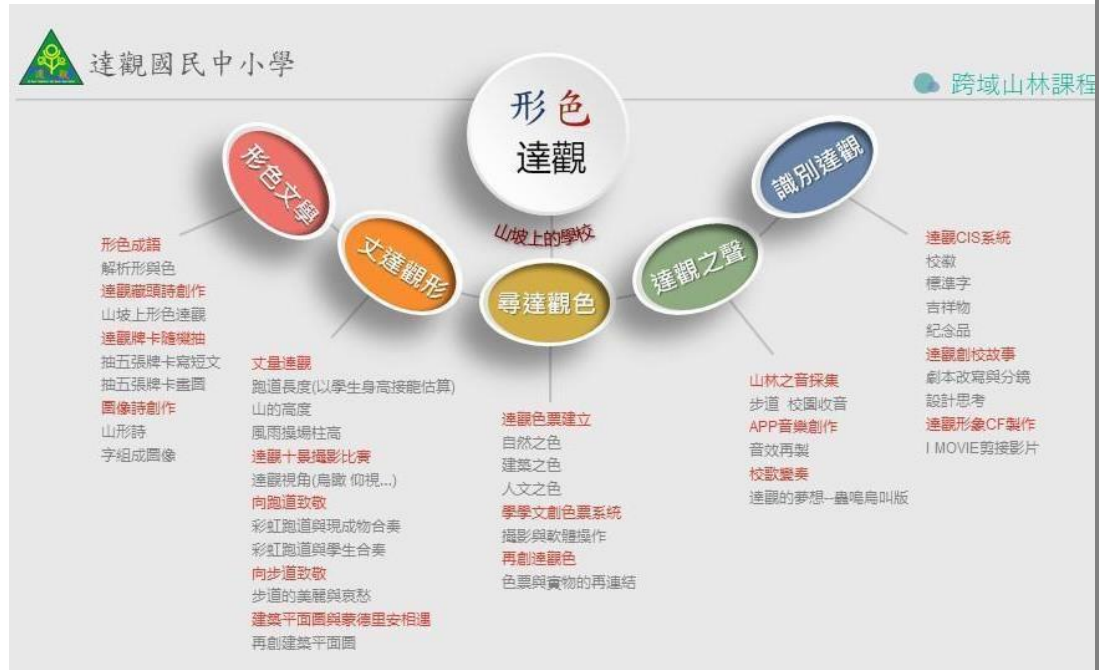 達觀國民中小學
跨域山林課程
形色
達觀
山坡上的學校
形色文學
丈達觀形
尋達觀色
達觀之聲
識別達觀
形色成語
解析形與色
達觀藏頭詩創作
山坡上形色達觀
達觀牌卡隨機抽
抽五張牌卡寫短文
抽五張牌卡畫圖
圖像詩創作
山形詩
字組成圖像
丈量達觀
跑道長度(以學生身高接龍估算)
山的高度
風雨操場柱高
達觀十景攝影比賽
達觀視角(鳥瞰 仰視...)
向跑道致敬
彩虹跑道與現成物合奏
彩虹跑道與學生合奏
向步道致敬
步道的美麗與哀愁
建築平面圖與蒙德里安相遇
再創建築平面圖
達觀色票建立
自然之色
建築之色
人文之色
學學文創色票系統
攝影與軟體操作
再創達觀色
色票與實物的再連結
山林之音採集
步道 校園收音
APP音樂創作
音效再製
校歌變奏
達觀的夢想--蟲鳴鳥叫版
達觀CIS系統
校徽
標準字
吉祥物
紀念品
達觀創校故事
劇本改寫與分鏡
設計思考
達觀形象CF製作
I MOVIE剪接影片